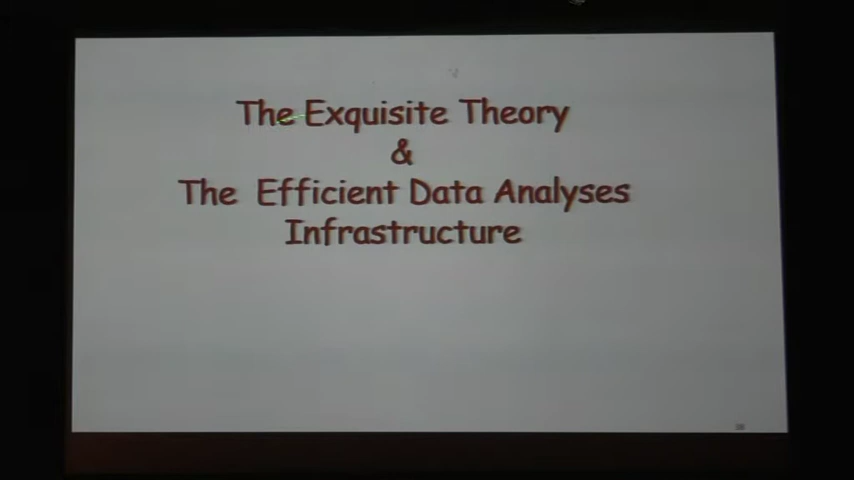 The Exquisite Theory
&
The Efficient Data Analyses
Infrastructure